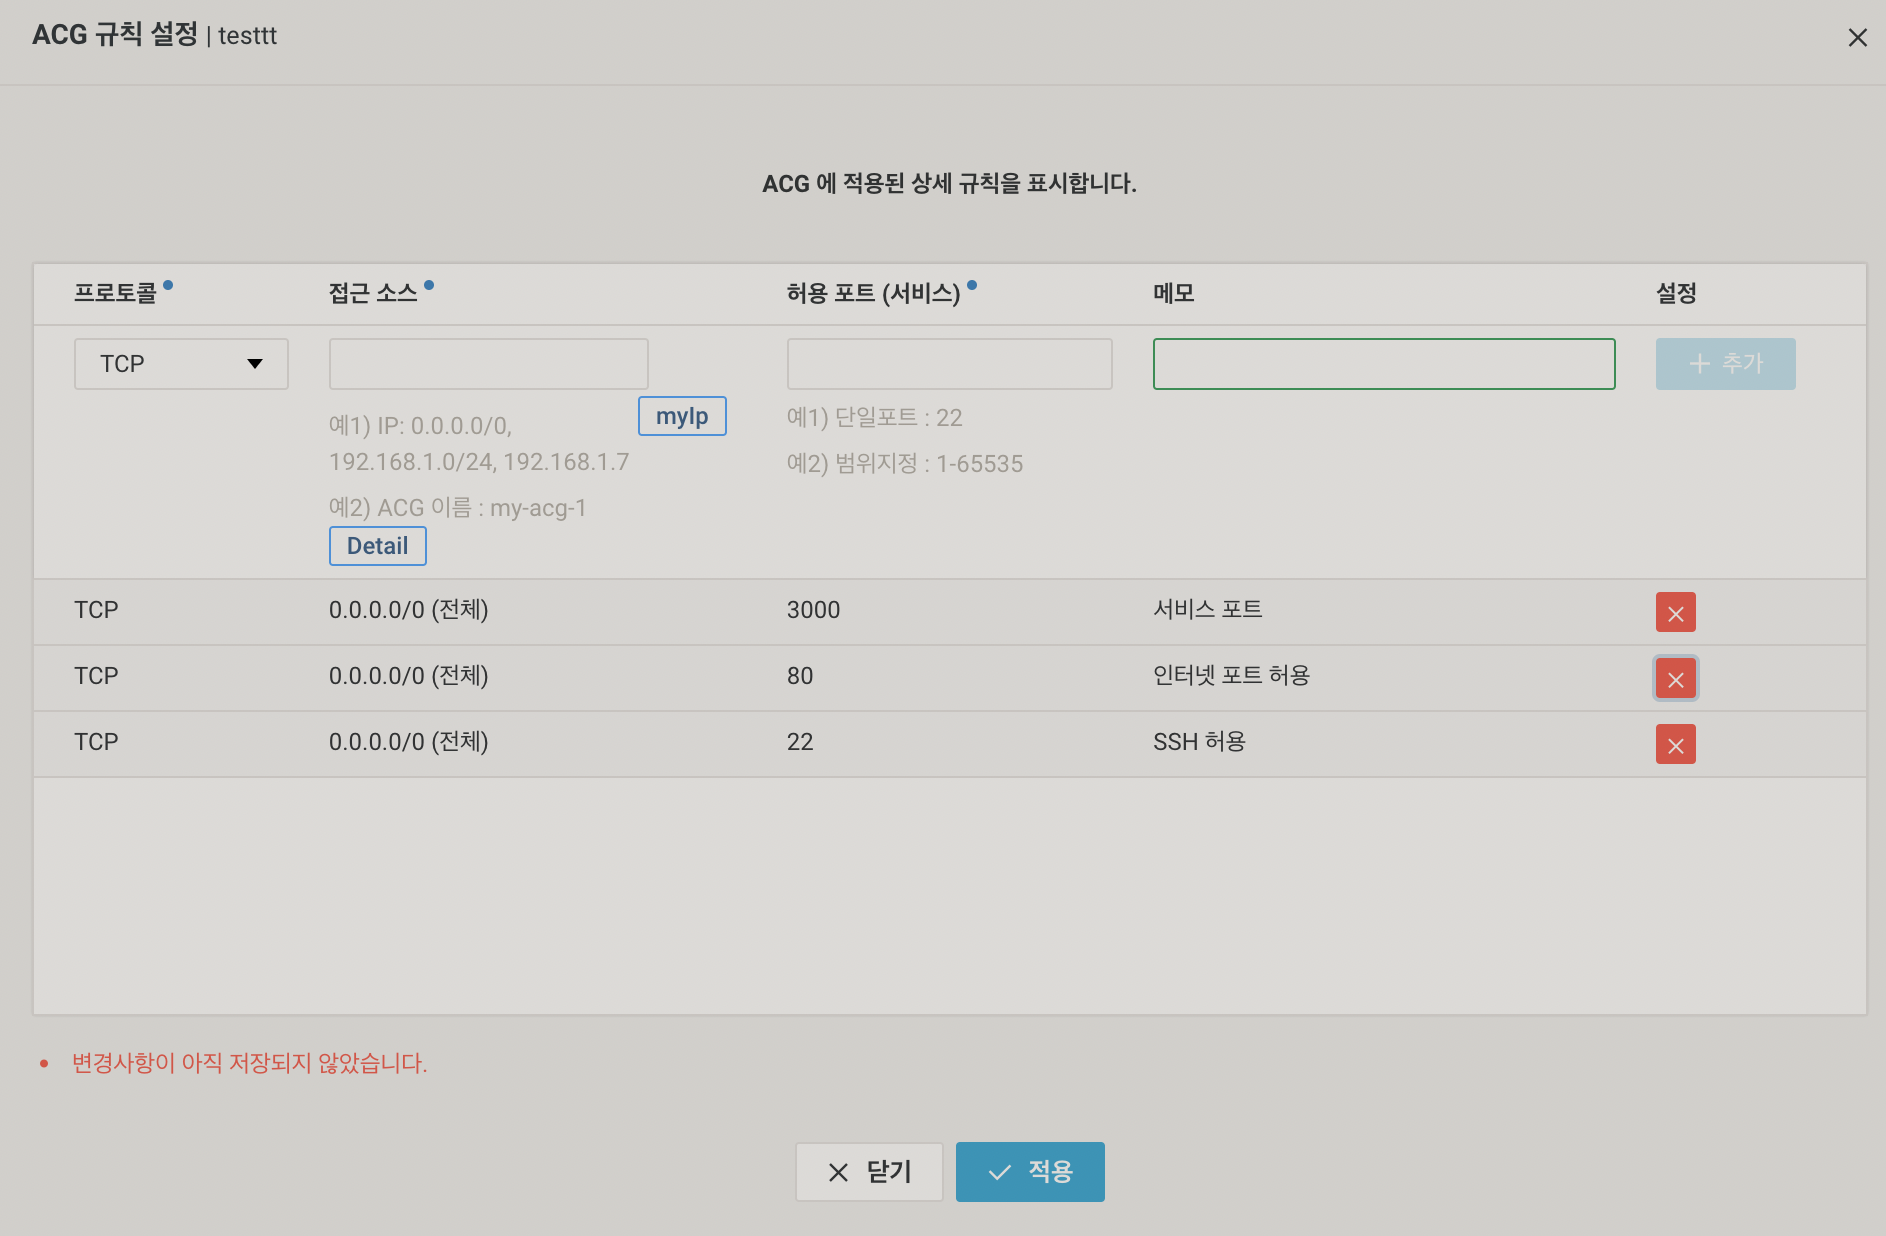 ACG 규칙 설정 | testtt
ACG 에 적용된 상세 규칙을 표시합니다.
프로토콜 접근 소스 허용 포트 (서비스) 메모 설정
TCP 추가
예1) IP: 0.0.0.0/0,
192.168.1.0/24, 192.168.1.7
myIp
예2) ACG 이름 : my-acg-1
Detail
예1) 단일포트 : 22
예2) 범위지정 : 1-65535
TCP 0.0.0.0/0 (전체) 3000 서비스 포트
TCP 0.0.0.0/0 (전체) 80 인터넷 포트 허용
TCP 0.0.0.0/0 (전체) 22 SSH 허용
변경사항이 아직 저장되지 않았습니다.
닫기 적용